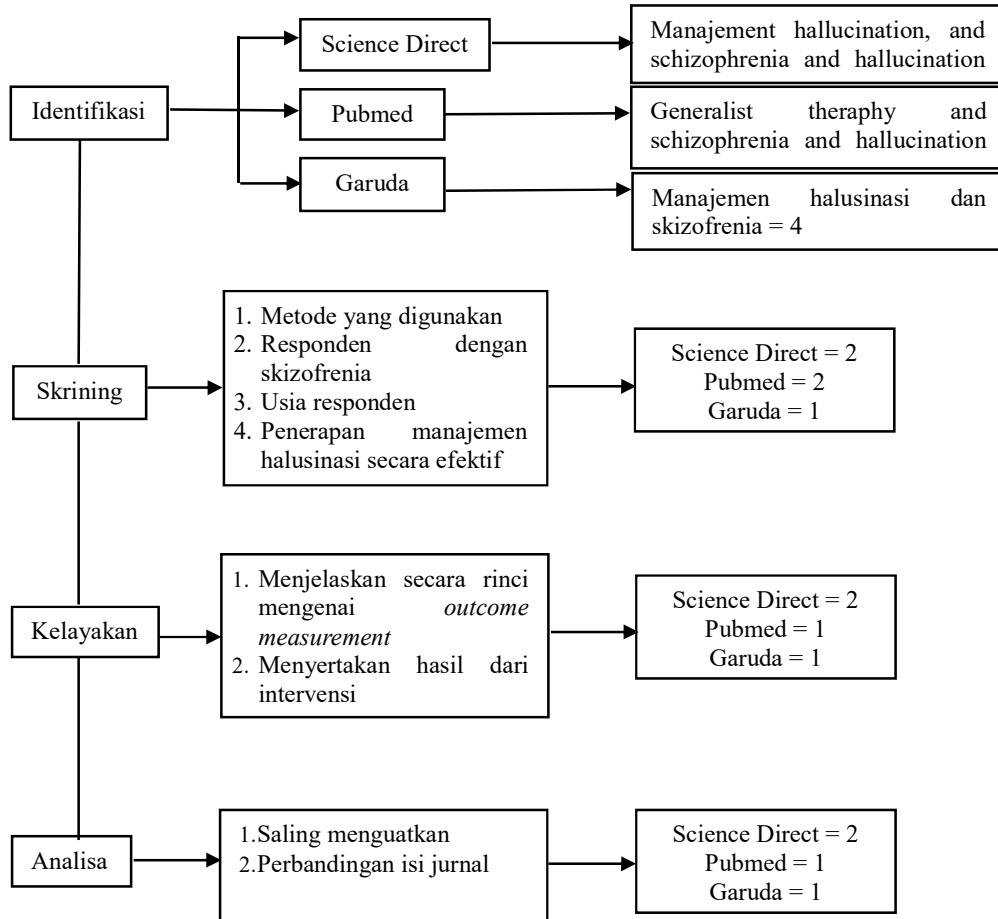 Identifikasi
Science Direct
Manajement hallucination, and
schizophrenia and hallucination
Pubmed
Generalist theraphy and
schizophrenia and hallucination
Garuda
Manajemen halusinasi dan
skizofrenia = 4
Skrining
1. Metode yang digunakan
2. Responden dengan
skizofrenia
3. Usia responden
4. Penerapan manajemen
halusinasi secara efektif
Science Direct = 2
Pubmed = 2
Garuda = 1
Kelayakan
1. Menjelaskan secara rinci
mengenai outcome
measurement
2. Menyertakan hasil dari
intervensi
Science Direct = 2
Pubmed = 1
Garuda = 1
Analisa
1.Saling menguatkan
2.Perbandingan isi jurnal
Science Direct = 2
Pubmed = 1
Garuda = 1